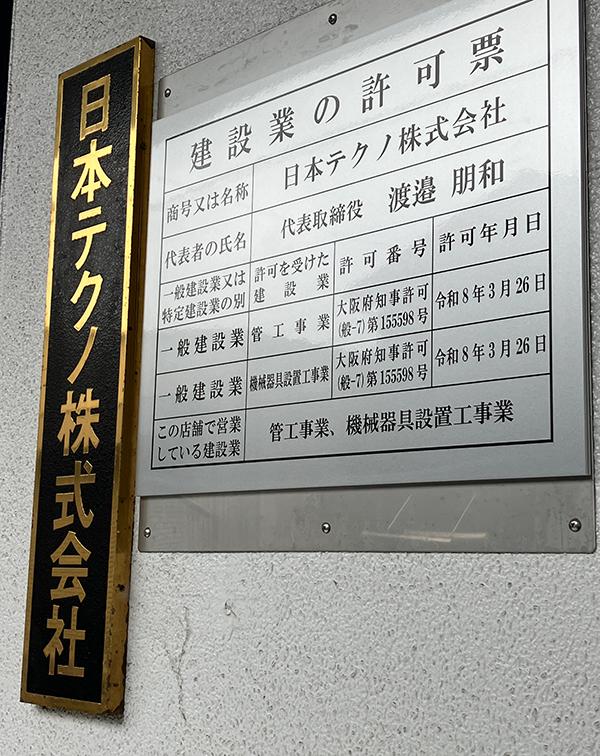 日本テクノ株式会社
建設業の許可票
商号又は名称 日本テクノ株式会社
代表者の氏名 代表取締役 渡邉 朋和
一般建設業又は
特定建設業の別
許可を受けた
建設業
許可番号
許可年月日
一般建設業 管工事業
大阪府知事許可
(般-7)第155598号
令和8年3月26日
一般建設業 機械器具設置工事業
大阪府知事許可
(般-7)第155598号
令和8年3月26日
この店舗で営業
している建設業
管工事業、機械器具設置工事業